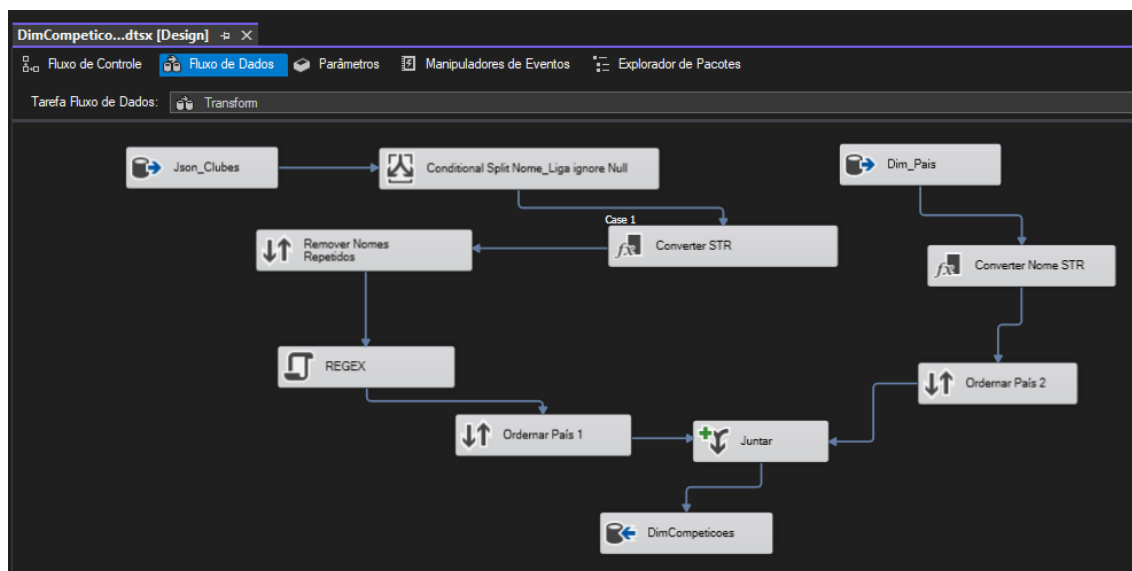 DimCompetico...dtsx [Design]
Fluxo de Controle Fluxo de Dados Parâmetros Manipuladores de Eventos Explorador de Pacotes
Tarefa Fluxo de Dados: Transform
Json_Clubes
Conditional Split Nome_Liga ignore Null
Dim_Pais
Case 1
Remover Nomes
Repetidos
Converter STR
Converter Nome STR
REGEX
Ordernar País 2
Ordernar País 1
Juntar
DimCompeticoes